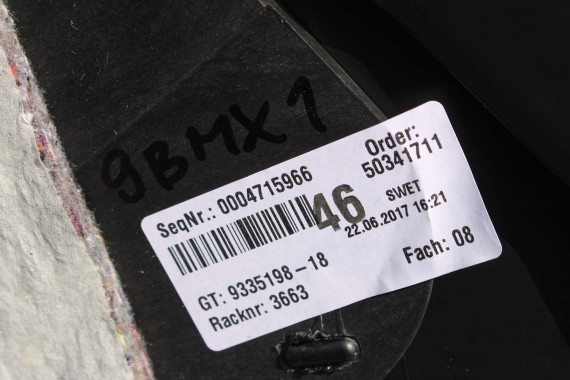 9BMX1
SeqNr.: 0004715966
Order:
50341711
46
SWET
22.06.2017 16:21
GT: 9335198-18
Racknr: 3663
Fach: 08